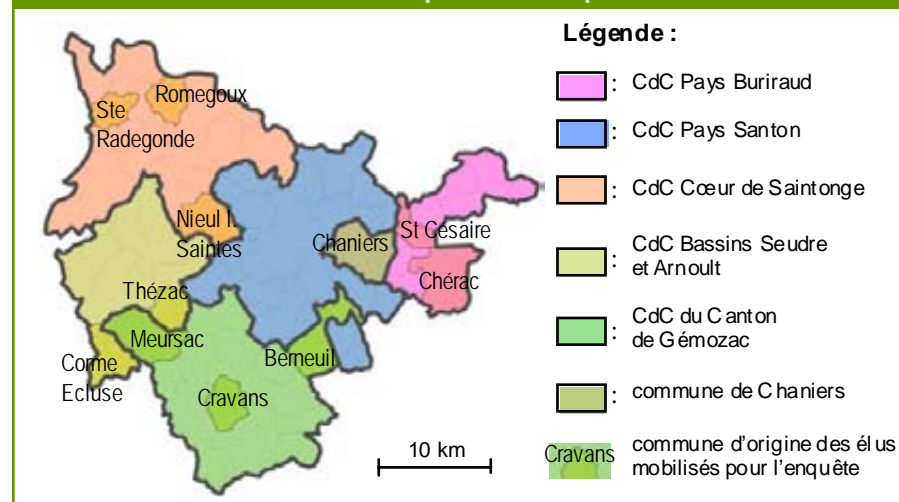 Légende :
: CdC Pays Buriraud
: CdC Pays Santon
: CdC Cœur de Saintonge
: CdC Bassins Seudre
et Arnoult
: CdC du Canton
de Gémozac
: commune de Chaniers
Cravans
commune d'origine des élus
mobilisés pour l'enquête
Romegoux
Ste
Radegonde
Nieul l
Saintes
Chaniers
St Césaire
Chérac
Thézac
Meursac
Berneuil
Corme
Ecluse
Cravans
10 km